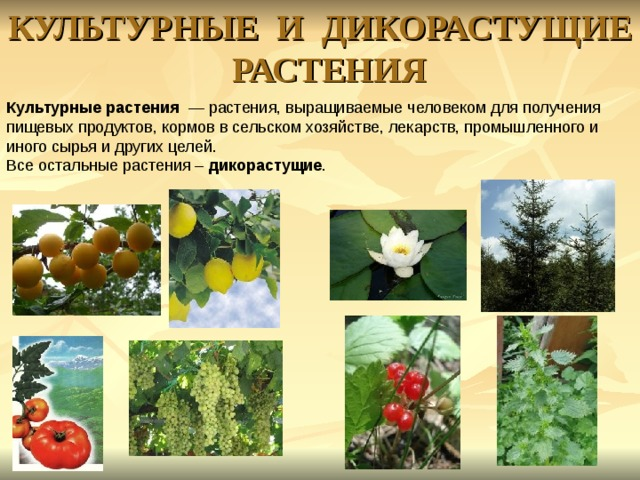 КУЛЬТУРНЫЕ И ДИКОРАСТУЩИЕ
РАСТЕНИЯ
Культурные растения — растения, выращиваемые человеком для получения
пищевых продуктов, кормов в сельском хозяйстве, лекарств, промышленного и
иного сырья и других целей.
Все остальные растения – дикорастущие.